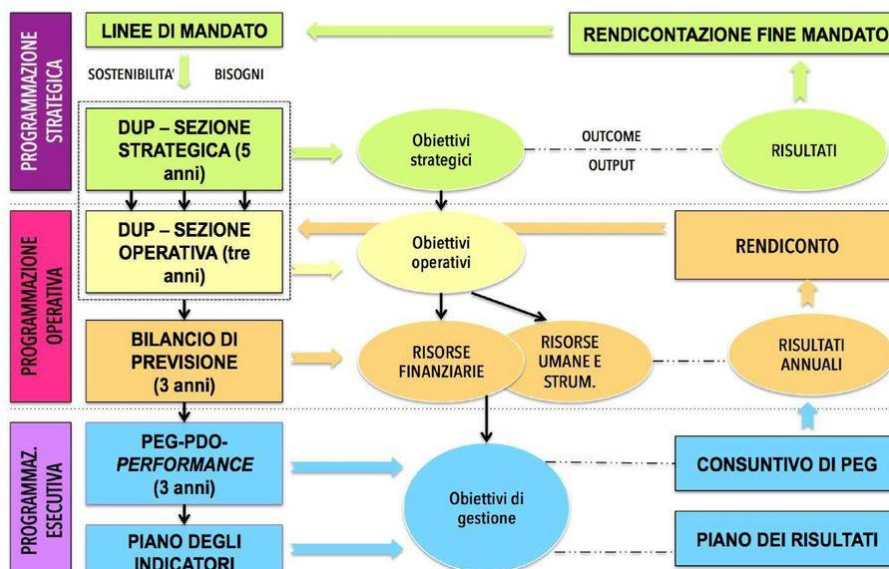 PROGRAMMAZIONE
STRATEGICA
LINEE DI MANDATO
RENDICONTAZIONE FINE MANDATO
SOSTENIBILITA'
BISOGNI
DUP – SEZIONE
STRATEGICA (5
anni)
Obiettivi
strategici
OUTCOME
OUTPUT
RISULTATI
PROGRAMMAZIONE
OPERATIVA
DUP – SEZIONE
OPERATIVA (tre
anni)
Obiettivi
operativi
RENDICONTO
BILANCIO DI
PREVISIONE
(3 anni)
RISORSE
FINANZIARIE
RISORSE
UMANE E
STRUM.
RISULTATI
ANNUALI
PROGRAMMAZ.
ESECUTIVA
PEG-PDO-
PERFORMANCE
(3 anni)
Obiettivi di
gestione
CONSUNTIVO DI PEG
PIANO DEGLI
INDICATORI
PIANO DEI RISULTATI